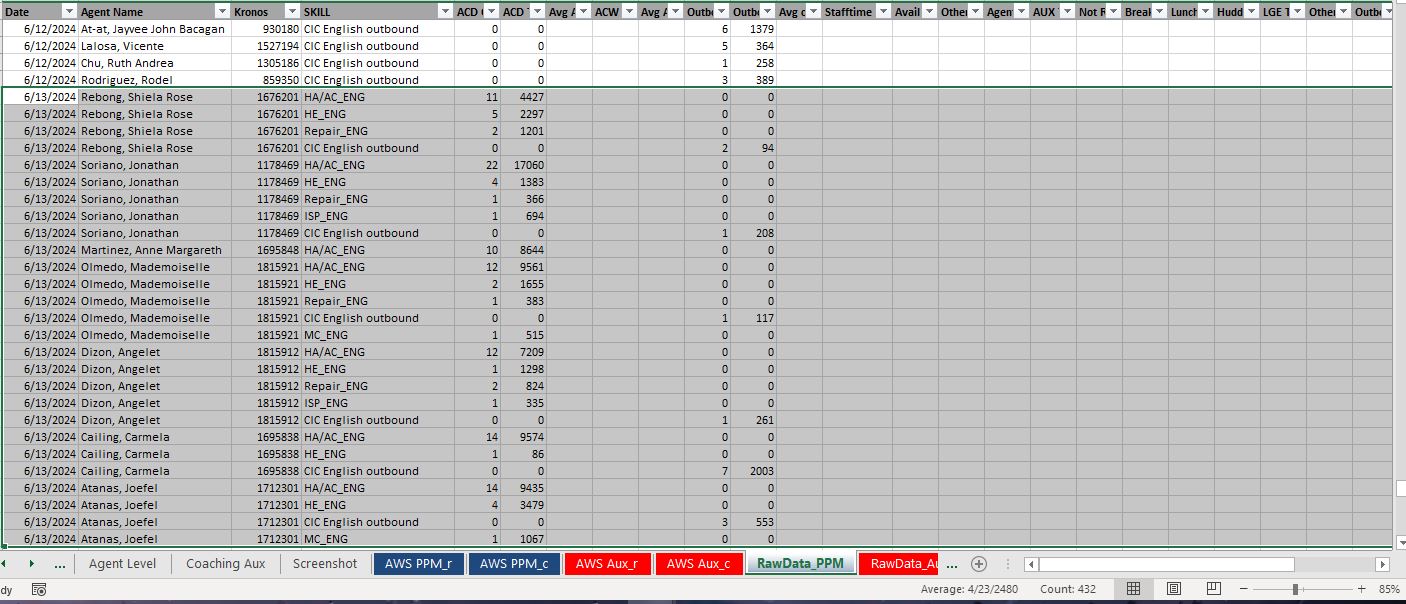 Date Agent Name Kronos SKILL ACD ACD Avg A ACW Avg A Outb Outb Avg c Stafftime Avail Other Agen AUX Not R Break Lunch Hudd LGE T Other Outb
6/12/2024 At-at, Jayvee John Bacagan 930180 CIC English outbound 0 0 6 1379
6/12/2024 Lalosa, Vicente 1527194 CIC English outbound 0 0 5 364
6/12/2024 Chu, Ruth Andrea 1305186 CIC English outbound 0 0 1 258
6/12/2024 Rodriguez, Rodel 859350 CIC English outbound 0 0 3 389
6/13/2024 Rebong, Shiela Rose 1676201 HA/AC_ENG 11 4427 0 0
6/13/2024 Rebong, Shiela Rose 1676201 HE_ENG 5 2297 0 0
6/13/2024 Rebong, Shiela Rose 1676201 Repair_ENG 2 1201 0 0
6/13/2024 Rebong, Shiela Rose 1676201 CIC English outbound 0 0 2 94
6/13/2024 Soriano, Jonathan 1178469 HA/AC_ENG 22 17060 0 0
6/13/2024 Soriano, Jonathan 1178469 HE_ENG 4 1383 0 0
6/13/2024 Soriano, Jonathan 1178469 Repair_ENG 1 366 0 0
6/13/2024 Soriano, Jonathan 1178469 ISP_ENG 1 694 0 0
6/13/2024 Soriano, Jonathan 1178469 CIC English outbound 0 0 1 208
6/13/2024 Martinez, Anne Margareth 1695848 HA/AC_ENG 10 8644 0 0
6/13/2024 Olmedo, Mademoiselle 1815921 HA/AC_ENG 12 9561 0 0
6/13/2024 Olmedo, Mademoiselle 1815921 HE_ENG 2 1655 0 0
6/13/2024 Olmedo, Mademoiselle 1815921 Repair_ENG 1 383 0 0
6/13/2024 Olmedo, Mademoiselle 1815921 CIC English outbound 0 0 1 117
6/13/2024 Olmedo, Mademoiselle 1815921 MC_ENG 1 515 0 0
6/13/2024 Dizon, Angelet 1815912 HA/AC_ENG 12 7209 0 0
6/13/2024 Dizon, Angelet 1815912 HE_ENG 1 1298 0 0
6/13/2024 Dizon, Angelet 1815912 Repair_ENG 2 824 0 0
6/13/2024 Dizon, Angelet 1815912 ISP_ENG 1 335 0 0
6/13/2024 Dizon, Angelet 1815912 CIC English outbound 0 0 1 261
6/13/2024 Cailing, Carmela 1695838 HA/AC_ENG 14 9574 0 0
6/13/2024 Cailing, Carmela 1695838 HE_ENG 1 86 0 0
6/13/2024 Cailing, Carmela 1695838 CIC English outbound 0 0 7 2003
6/13/2024 Atanas, Joefel 1712301 HA/AC_ENG 14 9435 0 0
6/13/2024 Atanas, Joefel 1712301 HE_ENG 4 3479 0 0
6/13/2024 Atanas, Joefel 1712301 CIC English outbound 0 0 3 553
6/13/2024 Atanas, Joefel 1712301 MC_ENG 1 1067 0 0
... Agent Level Coaching Aux Screenshot AWS PPM_r AWS PPM_c AWS Aux_r AWS Aux_c RawData_PPM RawData_Au ...
dy Average: 4/23/2480 Count: 432 85%